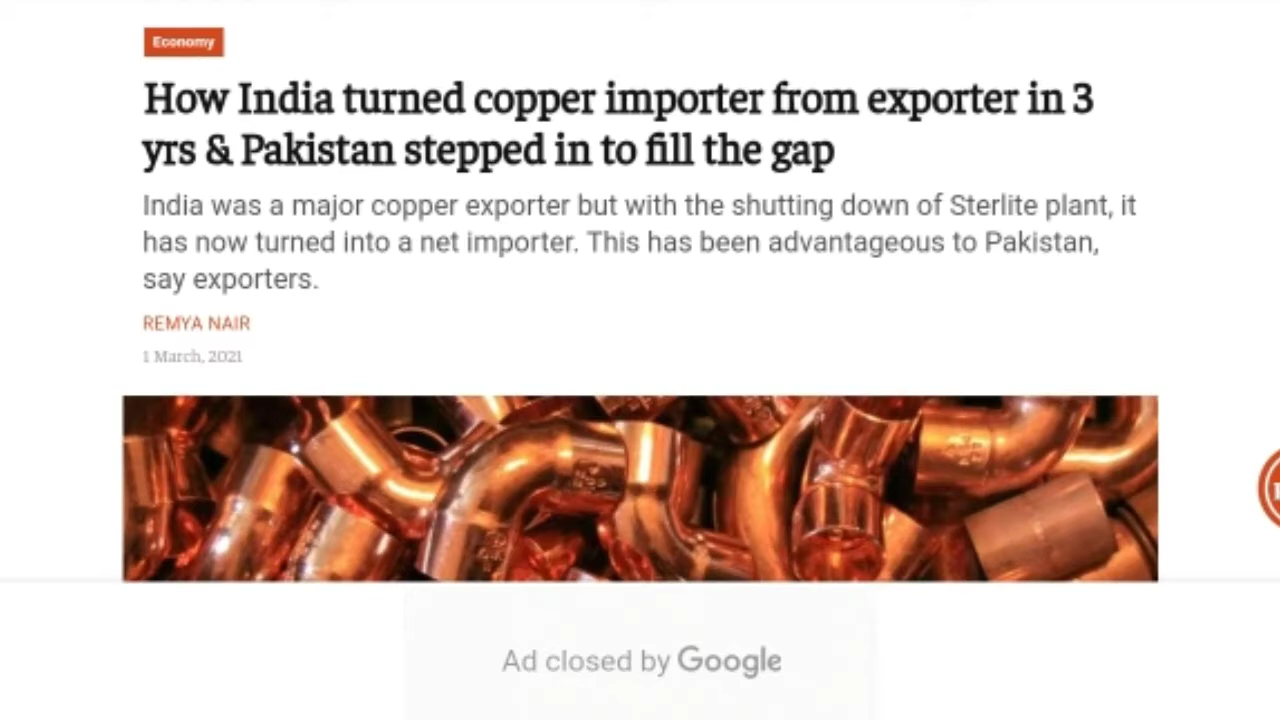 Economy
How India turned copper importer from exporter in 3
yrs & Pakistan stepped in to fill the gap
India was a major copper exporter but with the shutting down of Sterlite plant, it
has now turned into a net importer. This has been advantageous to Pakistan,
say exporters.
REMYA NAIR
1 March, 2021
Ad closed by Google